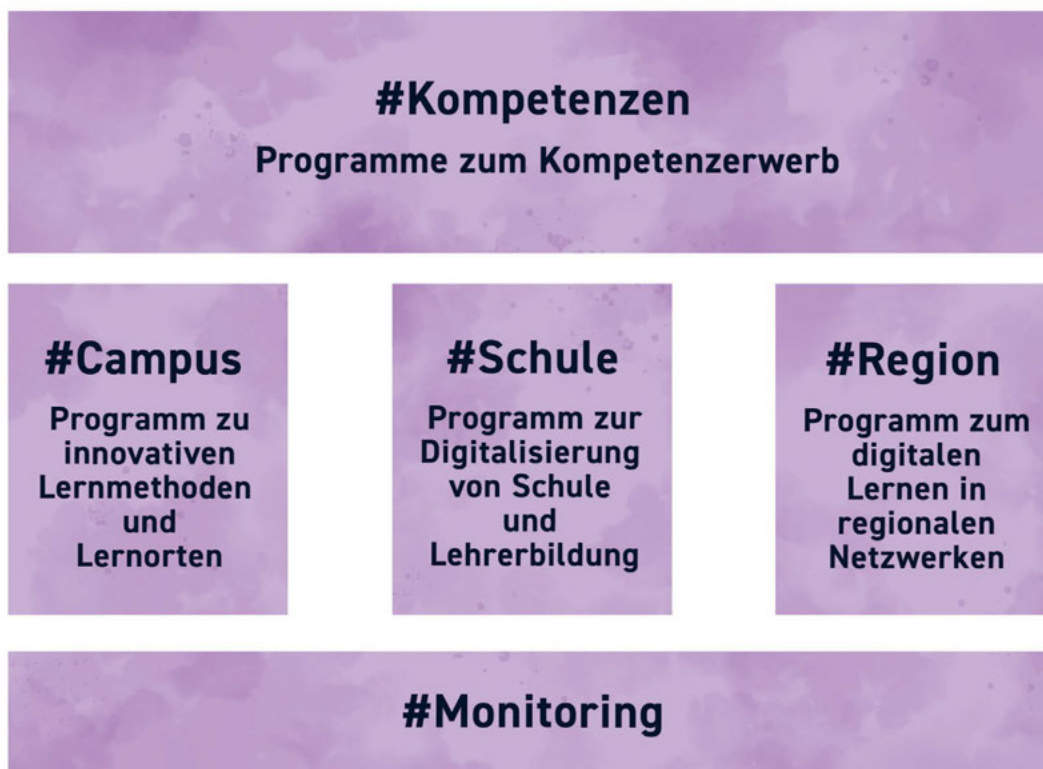 #Kompetenzen
Programme zum Kompetenzerwerb
#Campus
Programm zu
innovativen
Lernmethoden
und
Lernorten
#Schule
Programm zur
Digitalisierung
von Schule
und
Lehrerbildung
#Region
Programm zum
digitalen
Lernen in
regionalen
Netzwerken
#Monitoring